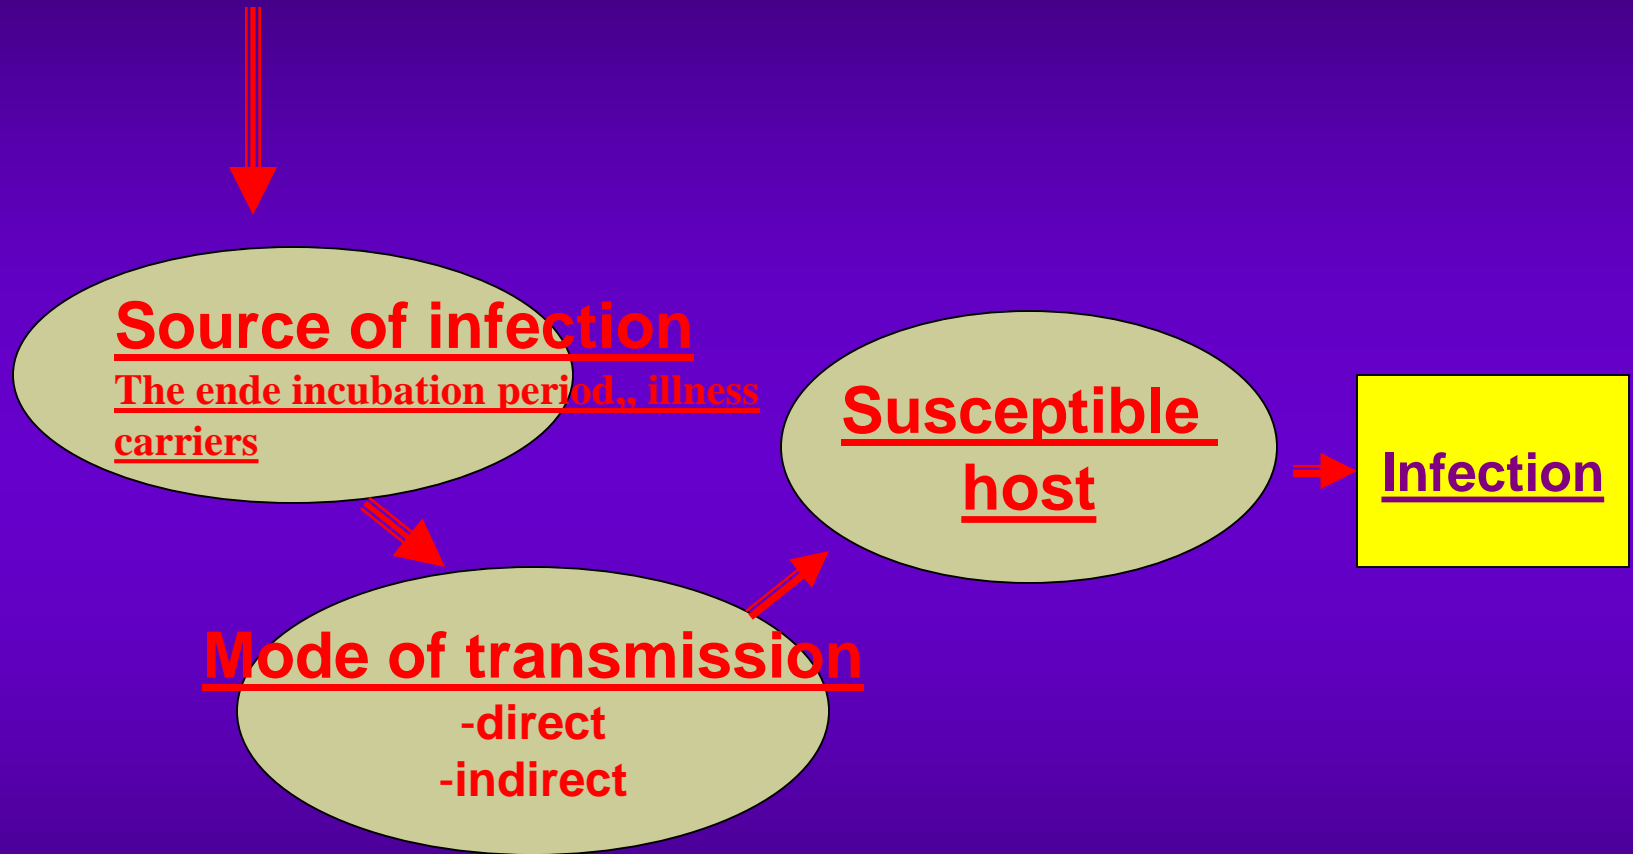 Source of infection
The ende incubation period,, illness
carriers
Mode of transmission
-direct
-indirect
Susceptible
host
Infection